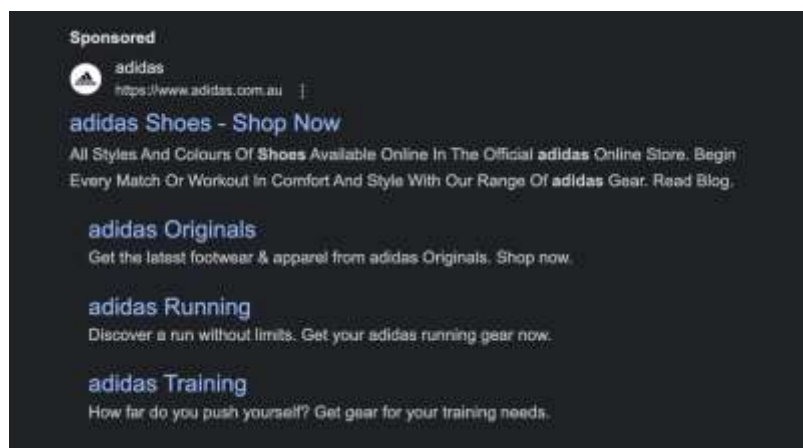 Sponsored
adidas
https://www.adidas.com.au
adidas Shoes - Shop Now
All Styles And Colours Of Shoes Available Online In The Official adidas Online Store. Begin
Every Match Or Workout In Comfort And Style With Our Range Of adidas Gear. Read Blog.
adidas Originals
Get the latest footwear & apparel from adidas Originals. Shop now.
adidas Running
Discover a run without limits. Get your adidas running gear now.
adidas Training
How far do you push yourself? Get gear for your training needs.